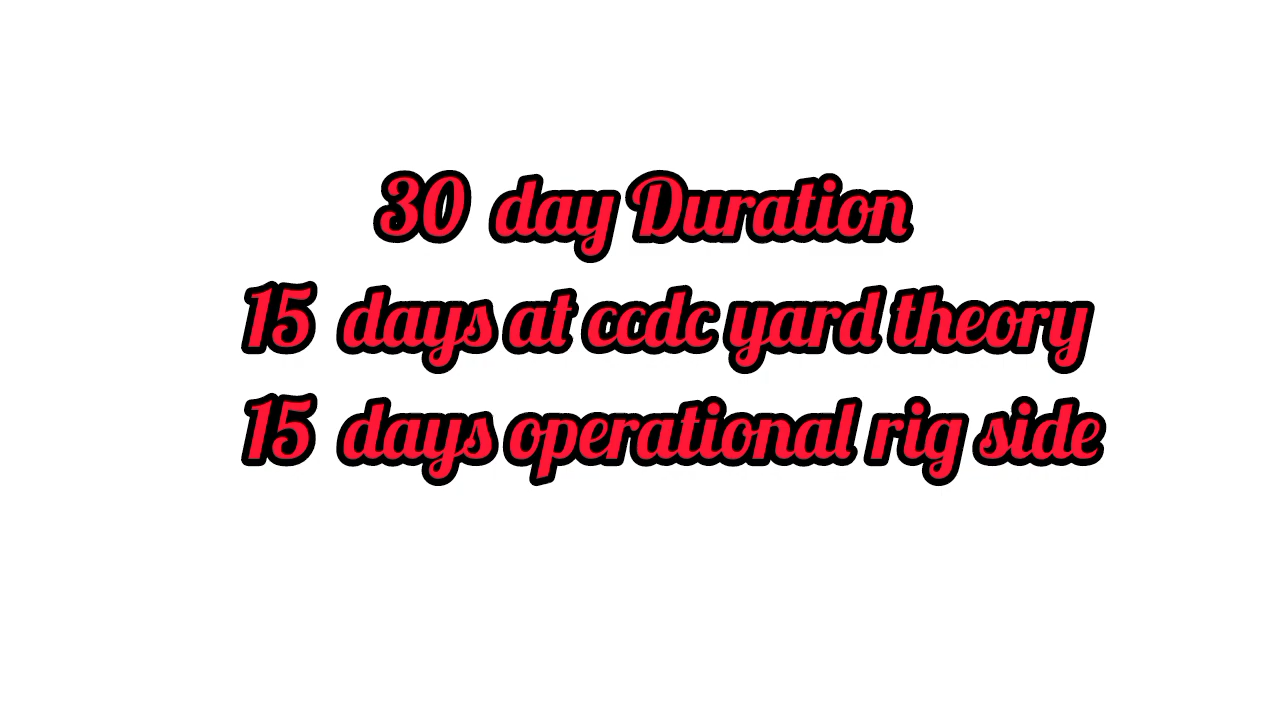 30 day Duration
15 days at ccdc yard theory
15 days operational rig side